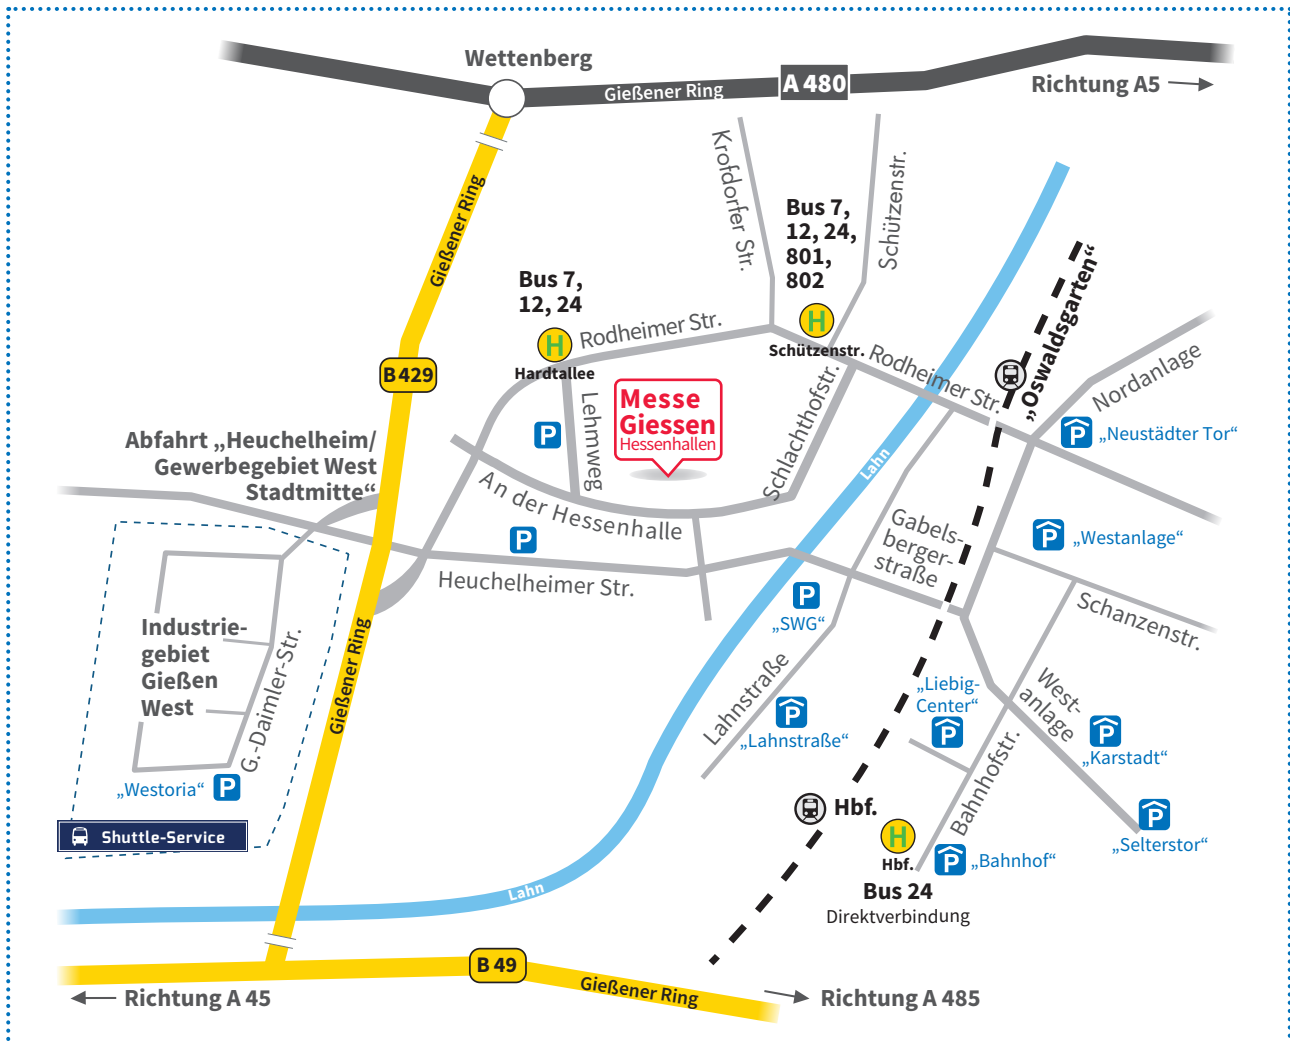 Wettenberg
Gießener Ring
A 480
Richtung A5
Krofdorfer Str.
Schützenstr.
Bus 7,
12, 24,
801,
802
H
Schützenstr.
Bus 7,
12, 24
H
Hardtallee
Rodheimer Str.
Rodheimer Str.
„Oswaldsgarten“
Nordanlage
Gießener Ring
B 429
Messe
Giessen
Hessenhallen
Lehmweg
P
Schlachthofstr.
Lahn
P
„Neustädter Tor“
Abfahrt „Heuchelheim/
Gewerbegebiet West
Stadtmitte“
An der Hessenhalle
P
Heuchelheimer Str.
Gabels-
berger-
straße
P
„Westanlage“
Schanzenstr.
P
„SWG“
Industrie-
gebiet
Gießen
West
G.-Daimler-Str.
Gießener Ring
Lahnstraße
P
„Lahnstraße“
„Liebig-
Center“
P
West-
anlage
P
„Karstadt“
Bahnhofstr.
„Westoria“
P
Shuttle-Service
Hbf.
H
Hbf.
P
„Bahnhof“
P
„Selterstor“
Bus 24
Direktverbindung
Lahn
B 49
Gießener Ring
Richtung A 45
Richtung A 485